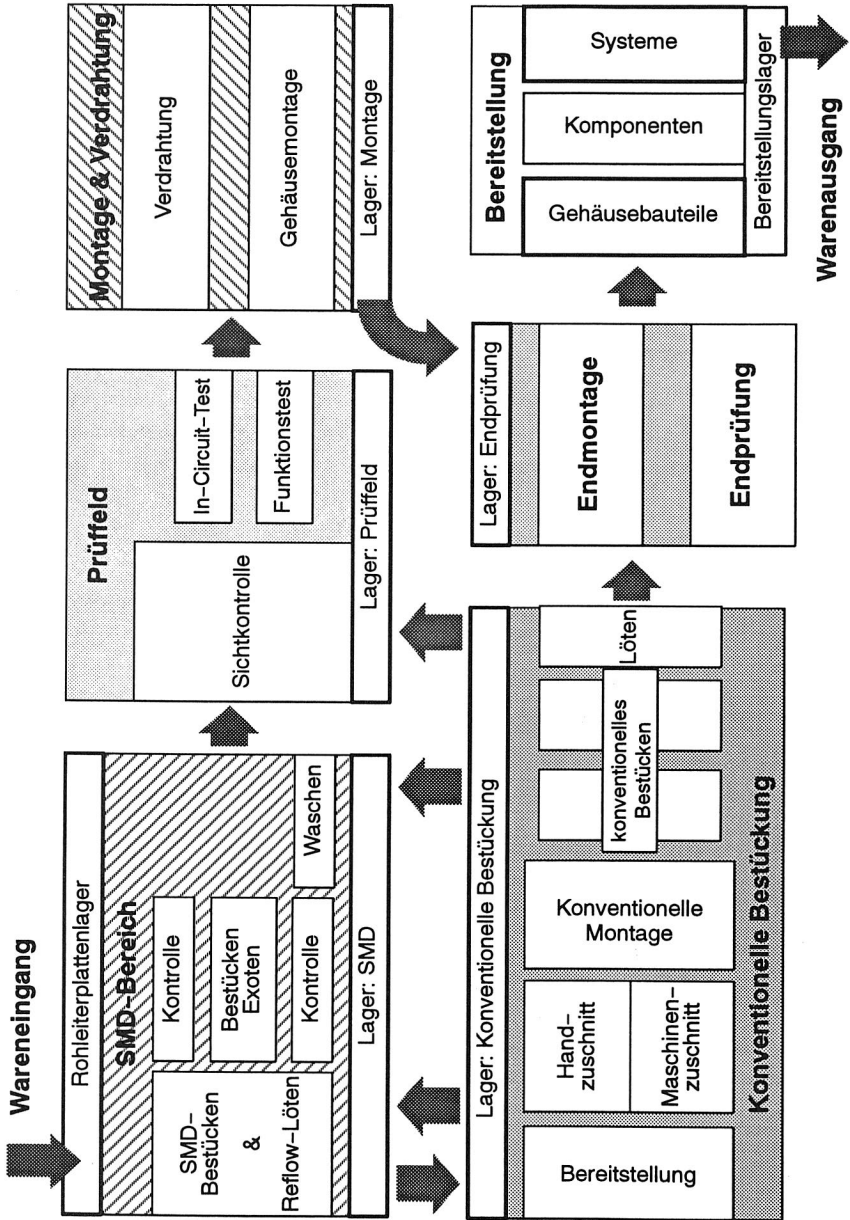 Wareneingang
Rohleiterplattenlager
SMD-Bereich
SMD-
Bestücken
&
Reflow-Löten
Kontrolle
Bestücken
Exoten
Kontrolle
Waschen
Lager: SMD
Prüffeld
Sichtkontrolle
In-Circuit-Test
Funktionstest
Lager: Prüffeld
Montage & Verdrahtung
Verdrahtung
Gehäusemontage
Lager: Montage
Lager: Konventionelle Bestückung
Bereitstellung
Hand-
zuschnitt
Maschinen-
zuschnitt
Konventionelle
Montage
konventionelles
Bestücken
Löten
Konventionelle Bestückung
Lager: Endprüfung
Endmontage
Endprüfung
Bereitstellung
Systeme
Komponenten
Gehäusebauteile
Bereitstellungslager
Warenausgang